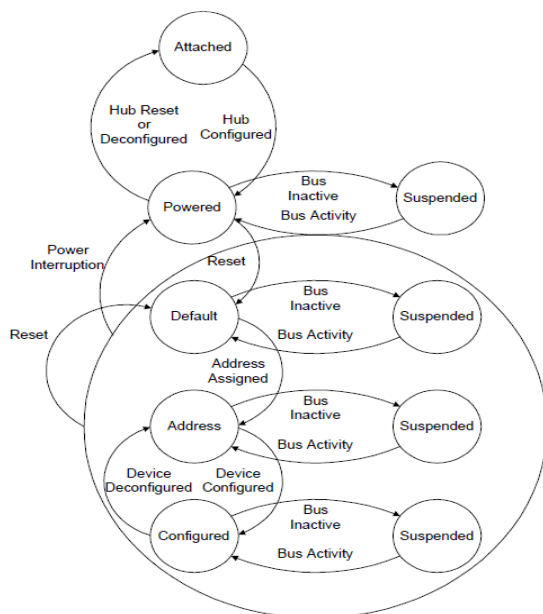 Attached
Hub Reset
or
Deconfigured
Hub
Configured
Powered
Bus
Inactive
Bus Activity
Suspended
Power
Interruption
Reset
Reset
Default
Bus
Inactive
Bus Activity
Suspended
Address
Assigned
Address
Bus
Inactive
Bus Activity
Suspended
Device
Deconfigured
Device
Configured
Configured
Bus
Inactive
Bus Activity
Suspended